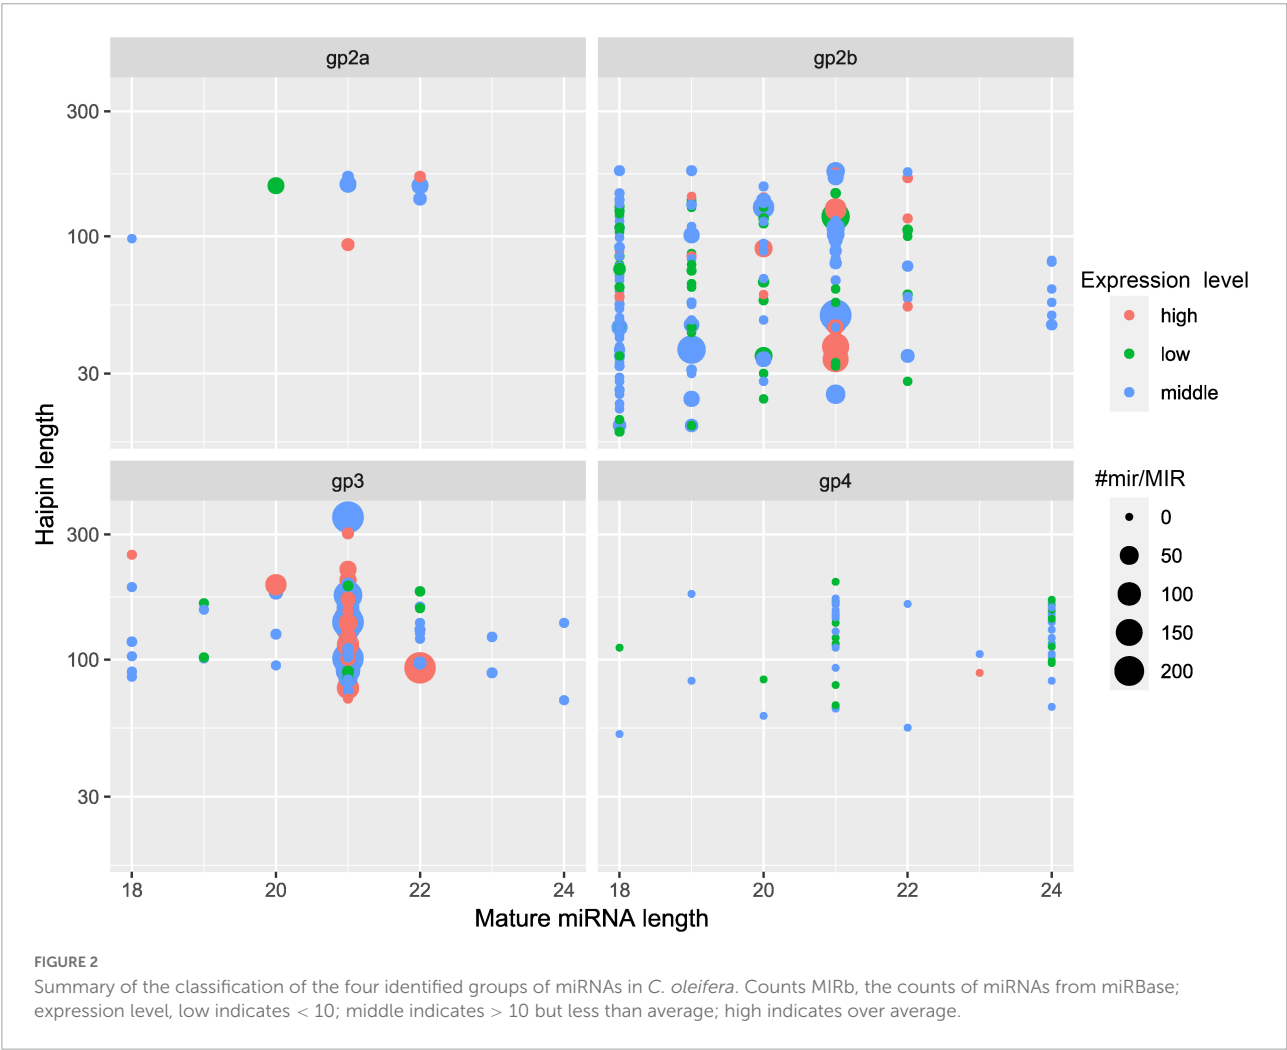 gp2a
gp2b
300
100
30
gp3
gp4
300
100
30
18
20
22
24
18
20
22
24
Haipin length
Mature miRNA length
Expression level
high
low
middle
#mir/MIR
0
50
100
150
200
FIGURE 2
Summary of the classification of the four identified groups of miRNAs in C. oleifera. Counts MIRb, the counts of miRNAs from miRBase;
expression level, low indicates < 10; middle indicates > 10 but less than average; high indicates over average.